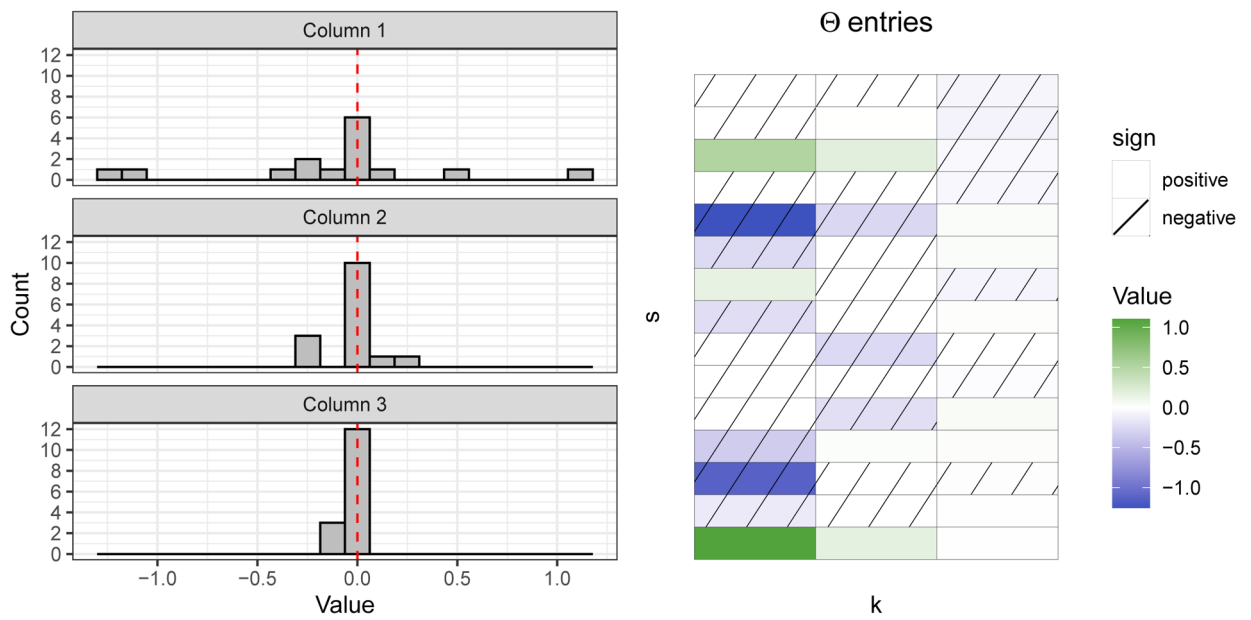 Column 1
12
10
8
6
4
2
0
Column 2
12
10
8
6
4
2
0
Column 3
12
10
8
6
4
2
0
Count
−1.0 −0.5 0.0 0.5 1.0
Value
Θ entries
s
k
sign
positive
negative
Value
1.0
0.5
0.0
−0.5
−1.0